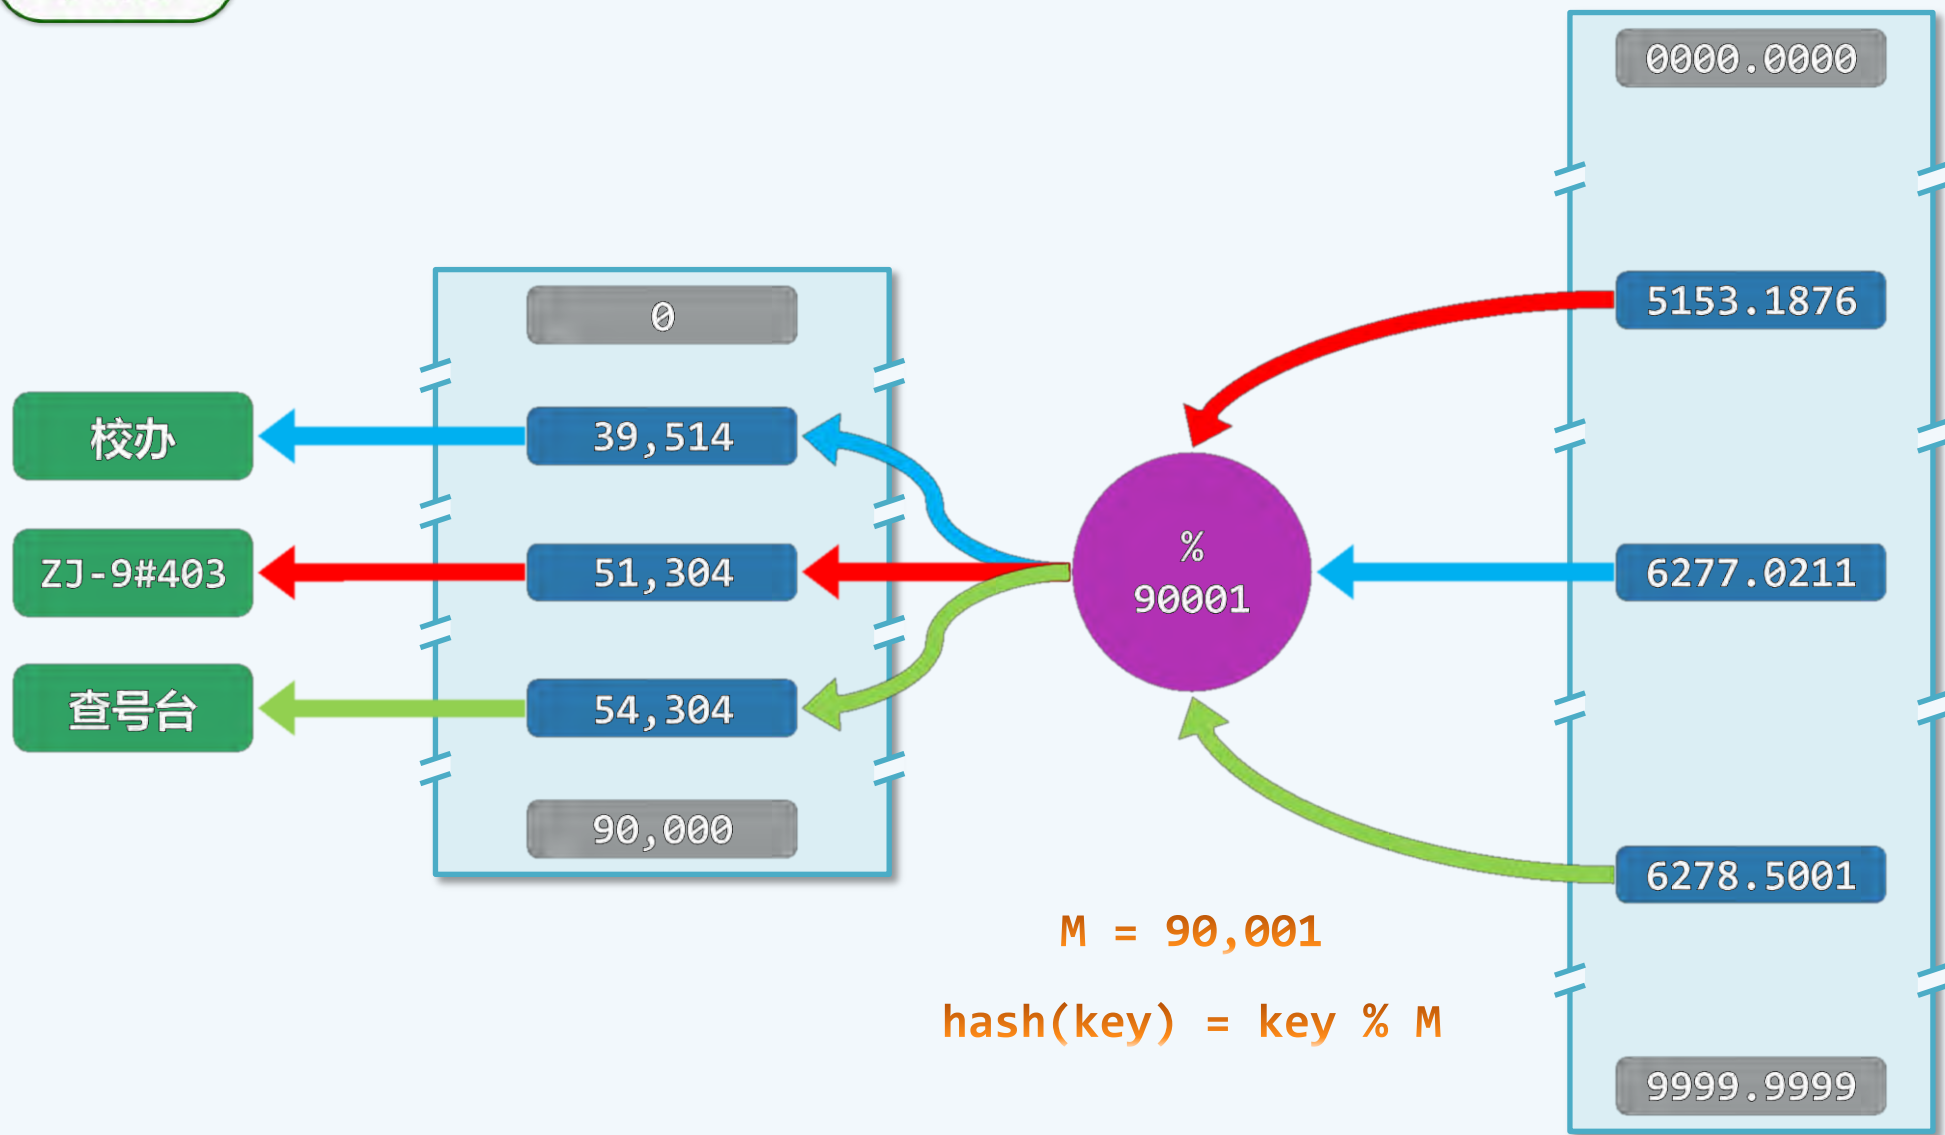 0000.0000
5153.1876
0
校办
39,514
%
90001
ZJ-9#403
51,304
6277.0211
查号台
54,304
90,000
6278.5001
M = 90,001
hash(key) = key % M
9999.9999